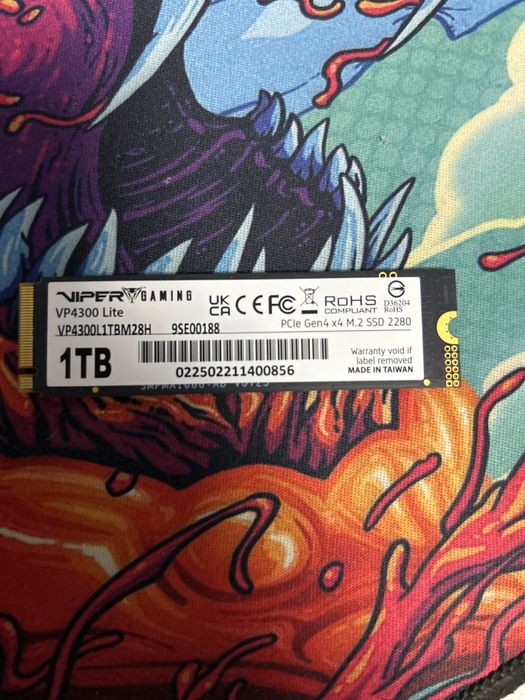 VIPER GAMING
VP4300 Lite
VP4300L1TBM28H 9SE00188
1TB
022502211400856
UK
CA CE FC RoHS
COMPLIANT
D36204
RoHS
PCIe Gen4 x4 M.2 SSD 2280
Warranty void if
label removed
MADE IN TAIWAN